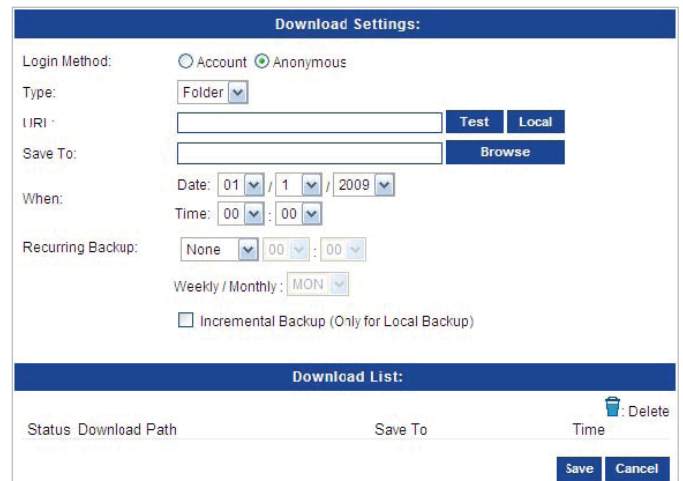 Download Settings:
Login Method: Account Anonymous
Type: Folder
URL:
Test Local
Save To: Browse
When: Date: 01 / 1 / 2009
Time: 00 : 00
Recurring Backup: None 00 : 00
Weekly / Monthly : MON
Incremental Backup (Only for Local Backup)
Download List:
: Delete
Status Download Path Save To Time
Save Cancel